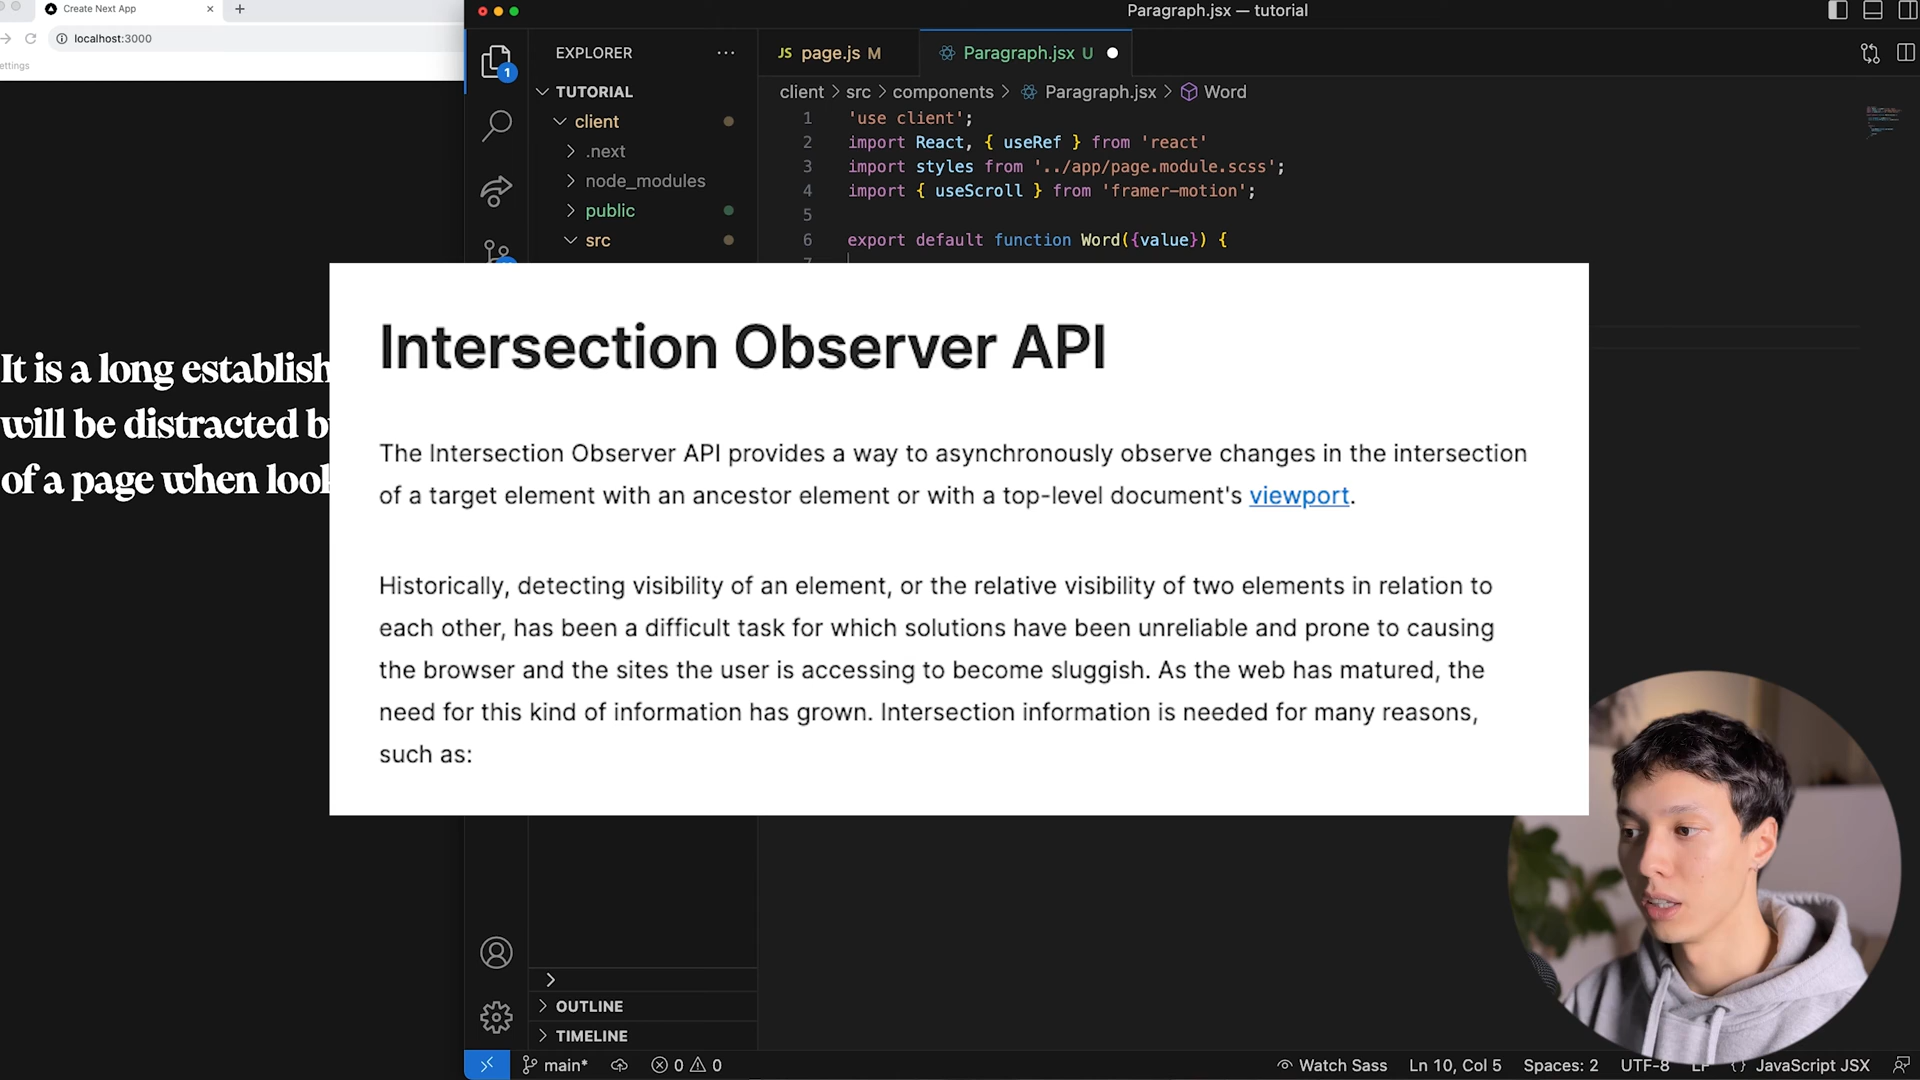 Create Next App
localhost:3000
ettings
It is a long establish
will be distracted b
of a page when look
Paragraph.jsx — tutorial
EXPLORER
TUTORIAL
client
.next
node_modules
public
src
1
OUTLINE
TIMELINE
JS page.js M
Paragraph.jsx U
client > src > components > Paragraph.jsx > Word
1 'use client';
2 import React, { useRef } from 'react'
3 import styles from '../app/page.module.scss';
4 import { useScroll } from 'framer-motion';
5
6 export default function Word({value}) {
7
Intersection Observer API
The Intersection Observer API provides a way to asynchronously observe changes in the intersection
of a target element with an ancestor element or with a top-level document's viewport.
Historically, detecting visibility of an element, or the relative visibility of two elements in relation to
each other, has been a difficult task for which solutions have been unreliable and prone to causing
the browser and the sites the user is accessing to become sluggish. As the web has matured, the
need for this kind of information has grown. Intersection information is needed for many reasons,
such as:
main* 0 0 Watch Sass Ln 10, Col 5 Spaces: 2 UTF-8 LF {} JavaScript JSX